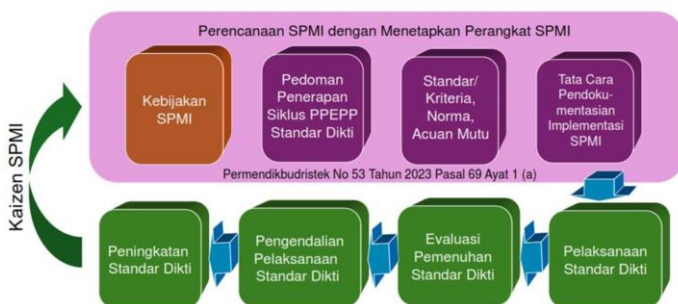 Perencanaan SPMI dengan Menetapkan Perangkat SPMI
Kebijakan
SPMI
Pedoman
Penerapan
Siklus PPEPP
Standar Dikti
Standar/
Kriteria,
Norma,
Acuan Mutu
Tata Cara
Pendoku-
mentasian
Implementasi
SPMI
Permendikbudristek No 53 Tahun 2023 Pasal 69 Ayat 1 (a)
Kaizen SPMI
Peningkatan
Standar Dikti
Pengendalian
Pelaksanaan
Standar Dikti
Evaluasi
Pemenuhan
Standar Dikti
Pelaksanaan
Standar Dikti